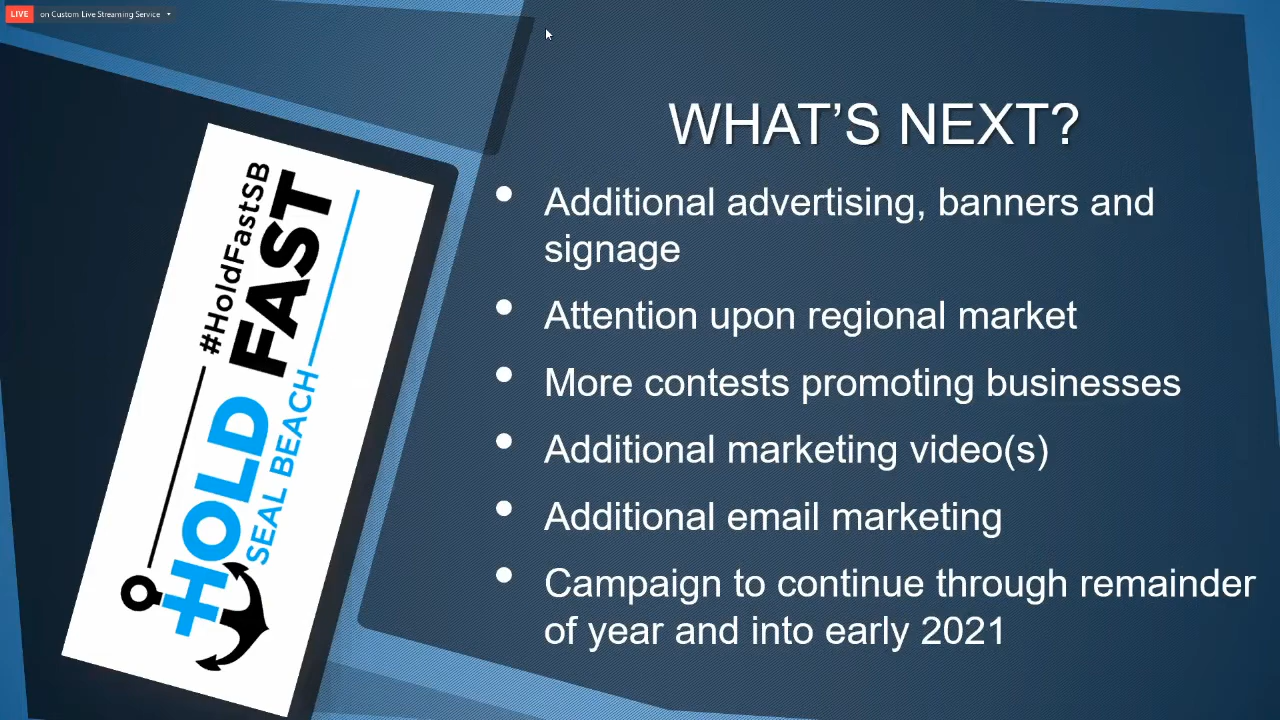 LIVE on Custom Live Streaming Service
#HoldFastSB
HOLD FAST
SEAL BEACH
WHAT’S NEXT?
• Additional advertising, banners and
signage
• Attention upon regional market
• More contests promoting businesses
• Additional marketing video(s)
• Additional email marketing
• Campaign to continue through remainder
of year and into early 2021